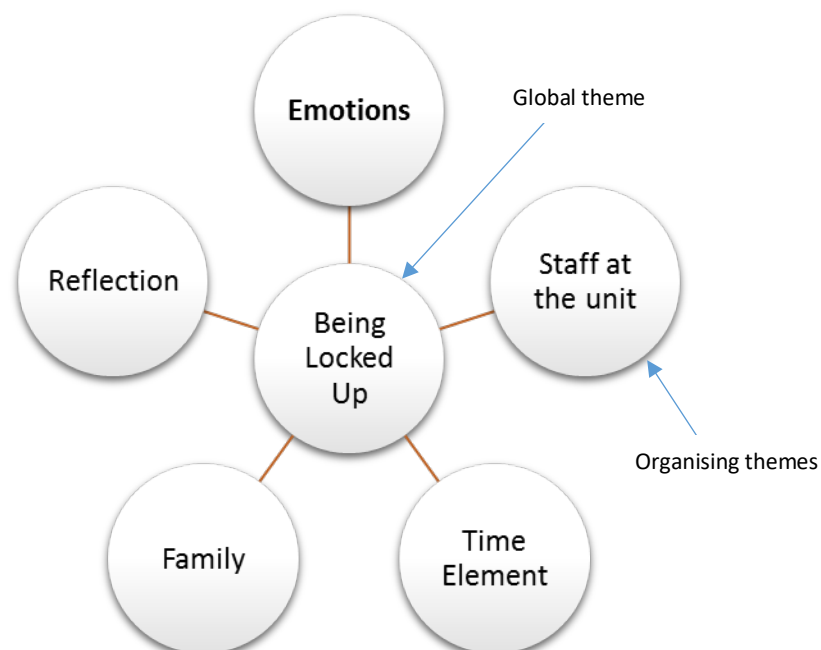 Emotions
Global theme
Reflection
Staff at
the unit
Being
Locked
Up
Organising themes
Family
Time
Element